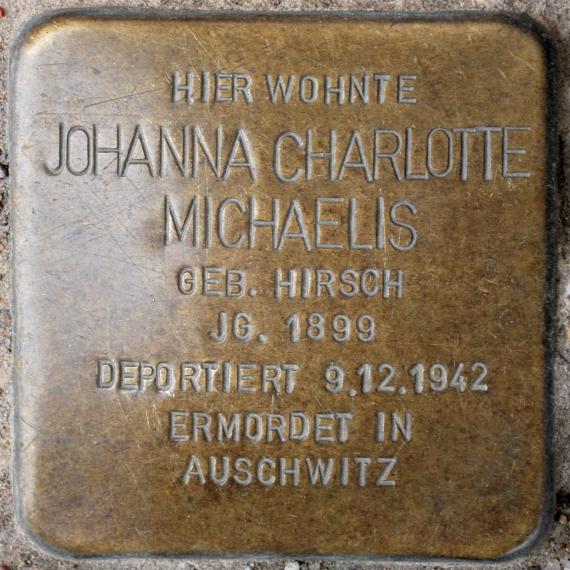 HIER WOHNTE
JOHANNA CHARLOTTE
MICHAELIS
GEB. HIRSCH
JG. 1899
DEPORTIERT 9.12.1942
ERMORDET IN
AUSCHWITZ